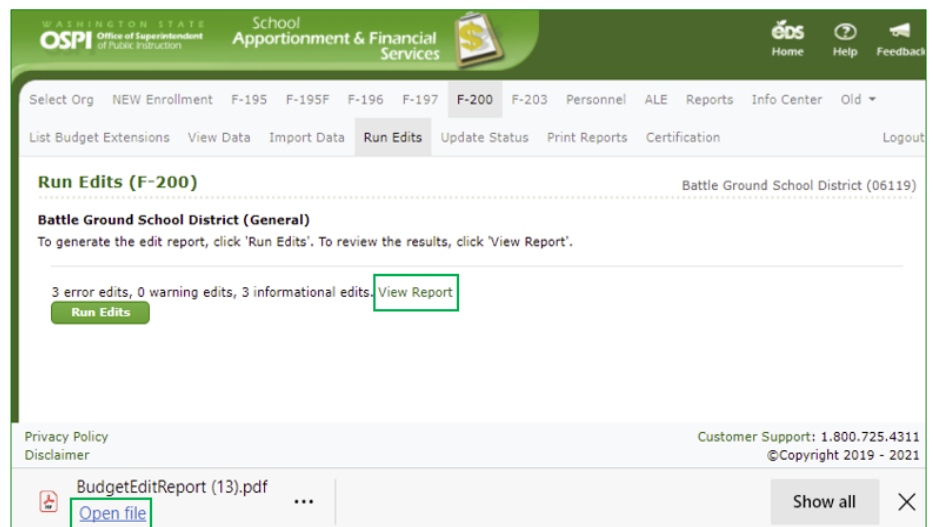 WASHINGTON STATE
OSPI Office of Superintendent
of Public Instruction
School
Apportionment & Financial
Services
eds
Home
Help
Feedback
Select Org NEW Enrollment F-195 F-195F F-196 F-197 F-200 F-203 Personnel ALE Reports Info Center Old
List Budget Extensions View Data Import Data Run Edits Update Status Print Reports Certification Logout
Run Edits (F-200) Battle Ground School District (06119)
Battle Ground School District (General)
To generate the edit report, click 'Run Edits'. To review the results, click 'View Report'.
3 error edits, 0 warning edits, 3 informational edits. View Report
Run Edits
Privacy Policy Customer Support: 1.800.725.4311
Disclaimer ©Copyright 2019 - 2021
BudgetEditReport (13).pdf
Open file
... Show all